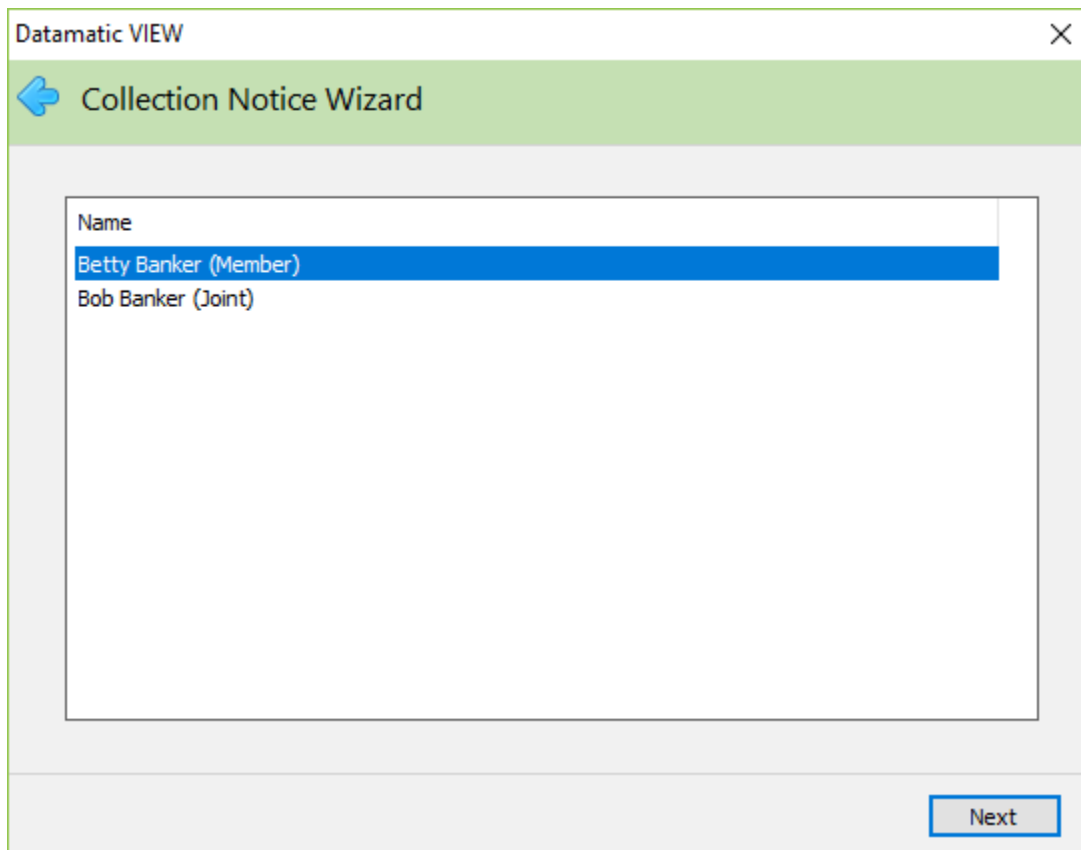 Datamatic VIEW
Collection Notice Wizard
Name
Betty Banker (Member)
Bob Banker (Joint)
Next